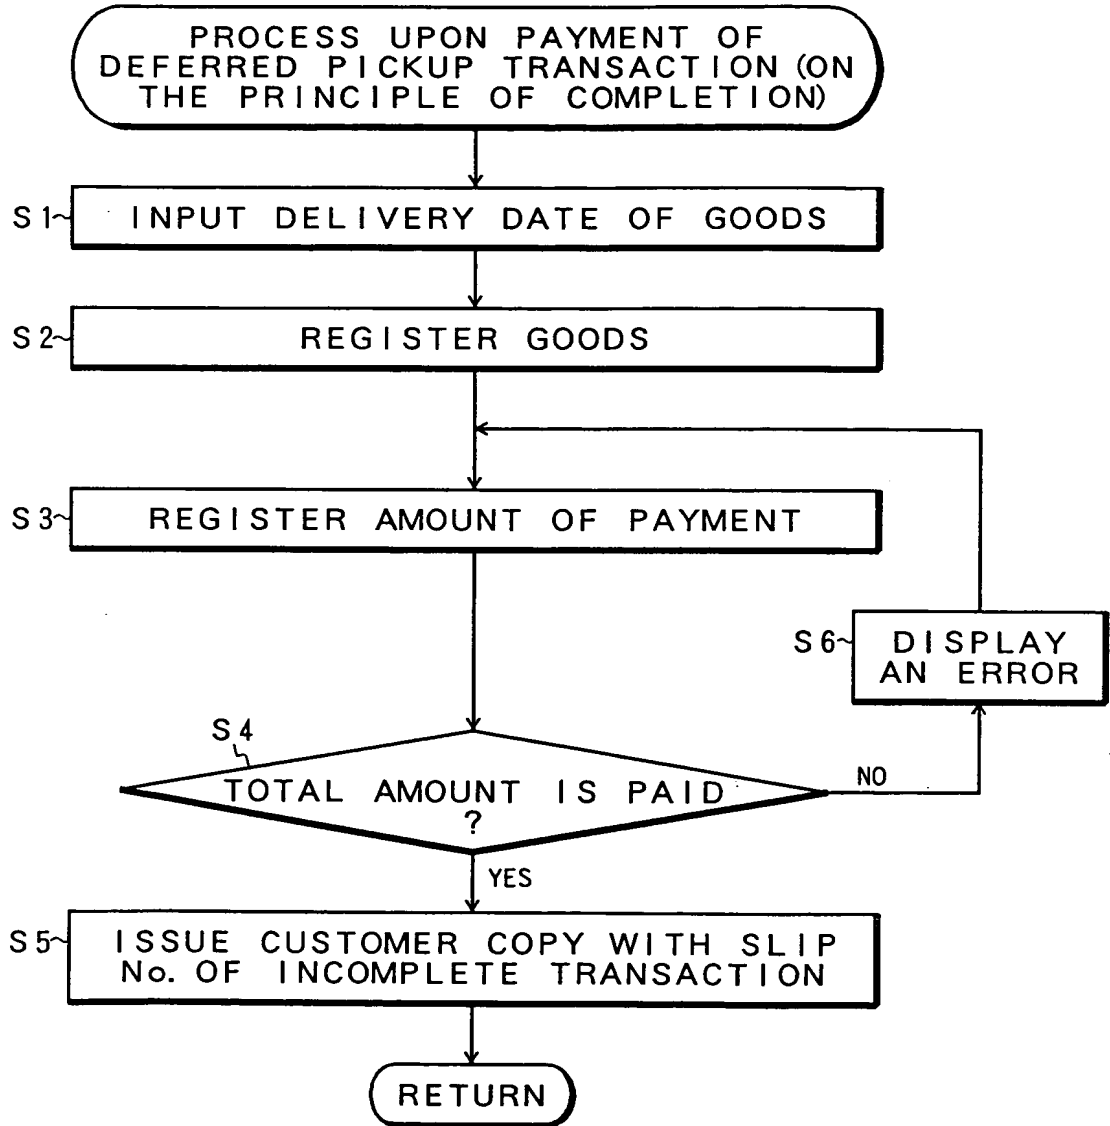 PROCESS UPON PAYMENT OF
DEFERRED PICKUP TRANSACTION (ON
THE PRINCIPLE OF COMPLETION)
S1
INPUT DELIVERY DATE OF GOODS
S2
REGISTER GOODS
S3
REGISTER AMOUNT OF PAYMENT
S6
DISPLAY
AN ERROR
S4
TOTAL AMOUNT IS PAID
?
NO
YES
S5
ISSUE CUSTOMER COPY WITH SLIP
No. OF INCOMPLETE TRANSACTION
RETURN